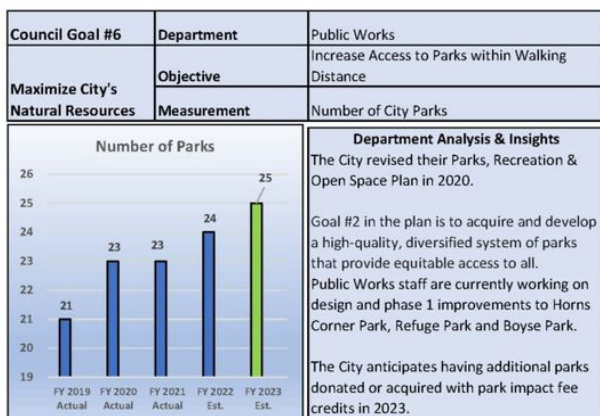 Council Goal #6
Department
Public Works
Maximize City's
Natural Resources
Objective
Increase Access to Parks within Walking
Distance
Measurement
Number of City Parks
Number of Parks
26
25
24
23
22
21
20
19
21
23
23
24
25
FY 2019
Actual
FY 2020
Actual
FY 2021
Actual
FY 2022
Est.
FY 2023
Est.
Department Analysis & Insights
The City revised their Parks, Recreation &
Open Space Plan in 2020.
Goal #2 in the plan is to acquire and develop
a high-quality, diversified system of parks
that provide equitable access to all.
Public Works staff are currently working on
design and phase 1 improvements to Horns
Corner Park, Refuge Park and Boyse Park.
The City anticipates having additional parks
donated or acquired with park impact fee
credits in 2023.